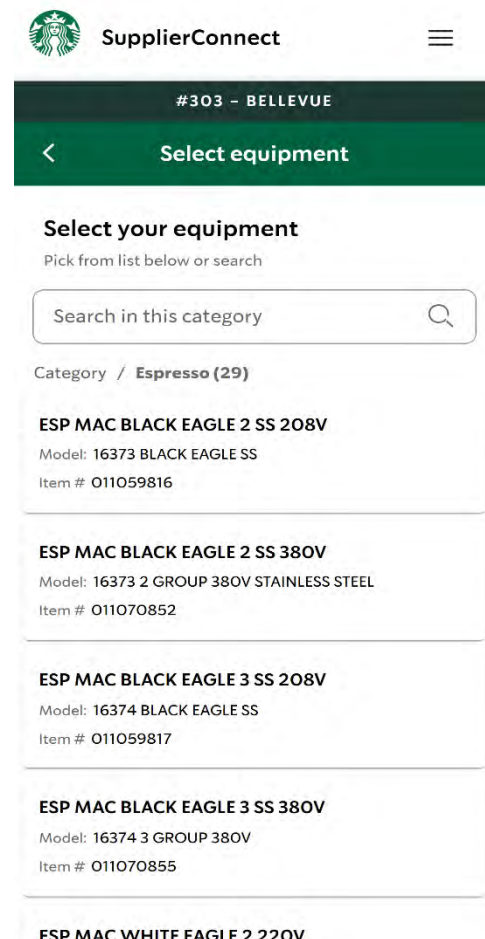 SupplierConnect
#303 – BELLEVUE
Select equipment
Select your equipment
Pick from list below or search
Search in this category
Category / Espresso (29)
ESP MAC BLACK EAGLE 2 SS 208V
Model: 16373 BLACK EAGLE SS
Item # 011059816
ESP MAC BLACK EAGLE 2 SS 380V
Model: 16373 2 GROUP 380V STAINLESS STEEL
Item # 011070852
ESP MAC BLACK EAGLE 3 SS 208V
Model: 16374 BLACK EAGLE SS
Item # 011059817
ESP MAC BLACK EAGLE 3 SS 380V
Model: 16374 3 GROUP 380V
Item # 011070855
ESP MAC WHITE EAGLE 2 220V